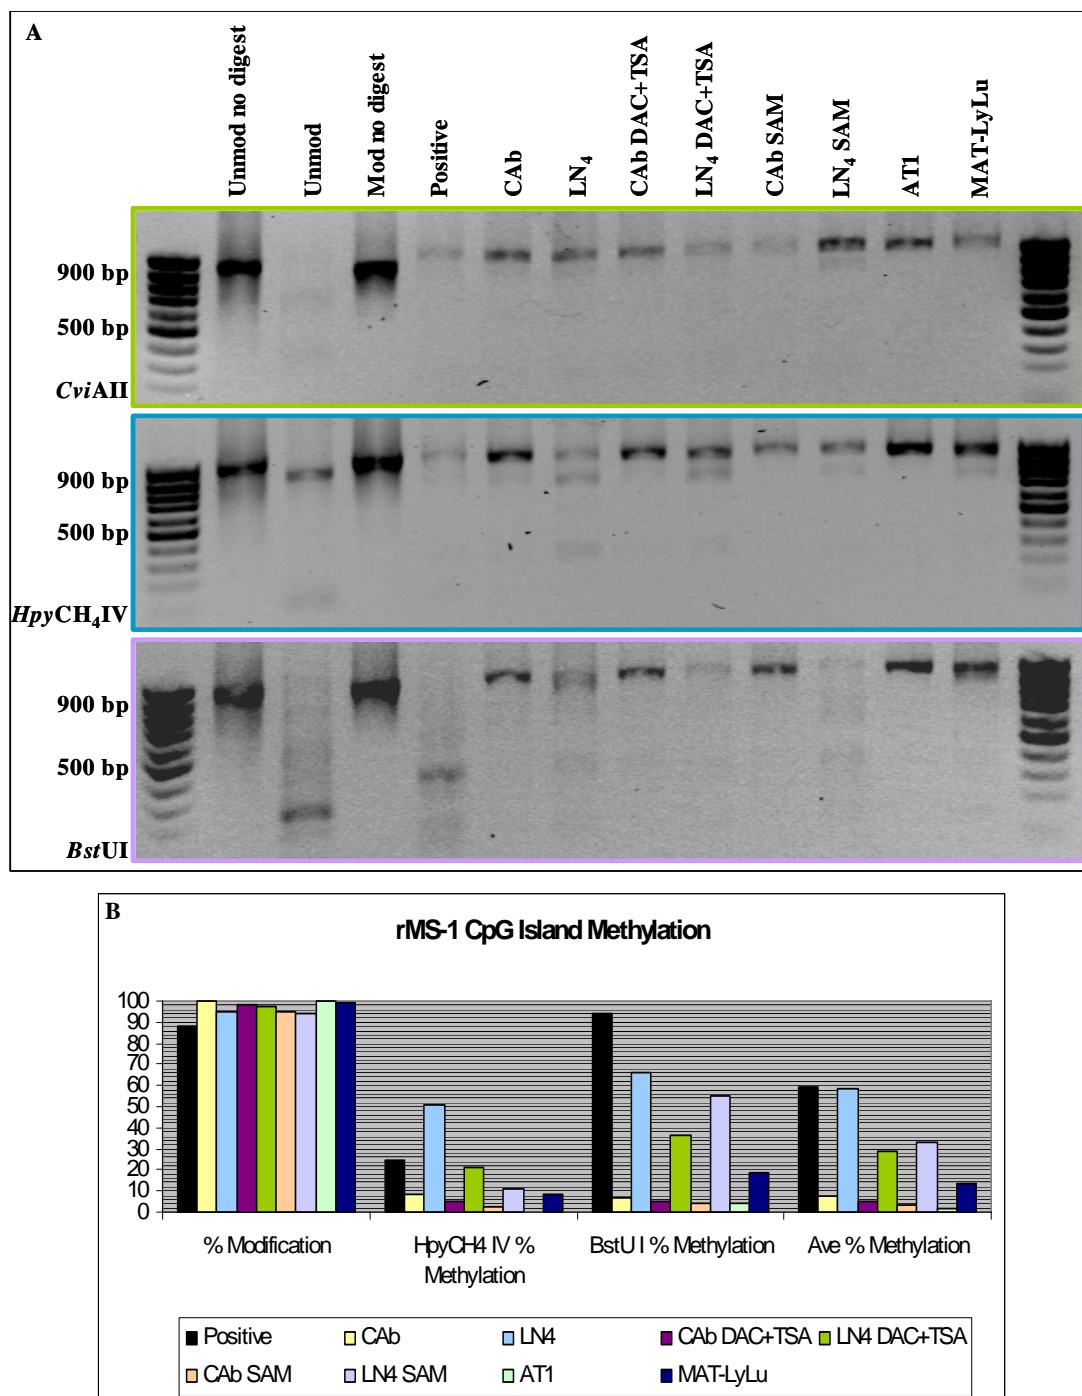 A
Unmod no digest
Unmod
Mod no digest
Positive
CAb
LN4
CAb DAC+TSA
LN4 DAC+TSA
CAb SAM
LN4 SAM
AT1
MAT-LyLu
900 bp
500 bp
CviAII
900 bp
500 bp
HpyCH4IV
900 bp
500 bp
BstUI
B
rMS-1 CpG Island Methylation
100
90
80
70
60
50
40
30
20
10
0
% Modification
HpyCH4 IV %
Methylation
BstU I % Methylation
Ave % Methylation
Positive
CAb
LN4
CAb DAC+TSA
LN4 DAC+TSA
CAb SAM
LN4 SAM
AT1
MAT-LyLu